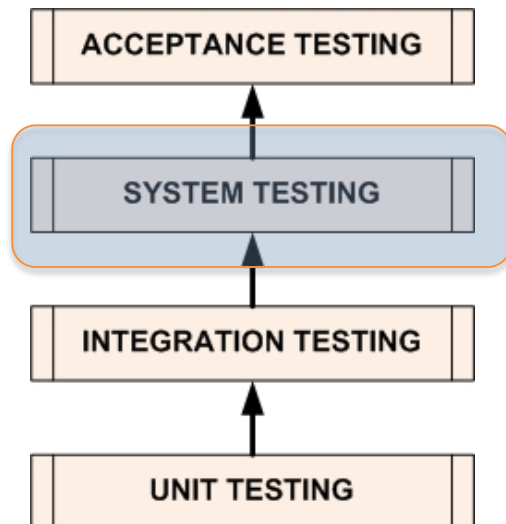 ACCEPTANCE TESTING
SYSTEM TESTING
INTEGRATION TESTING
UNIT TESTING